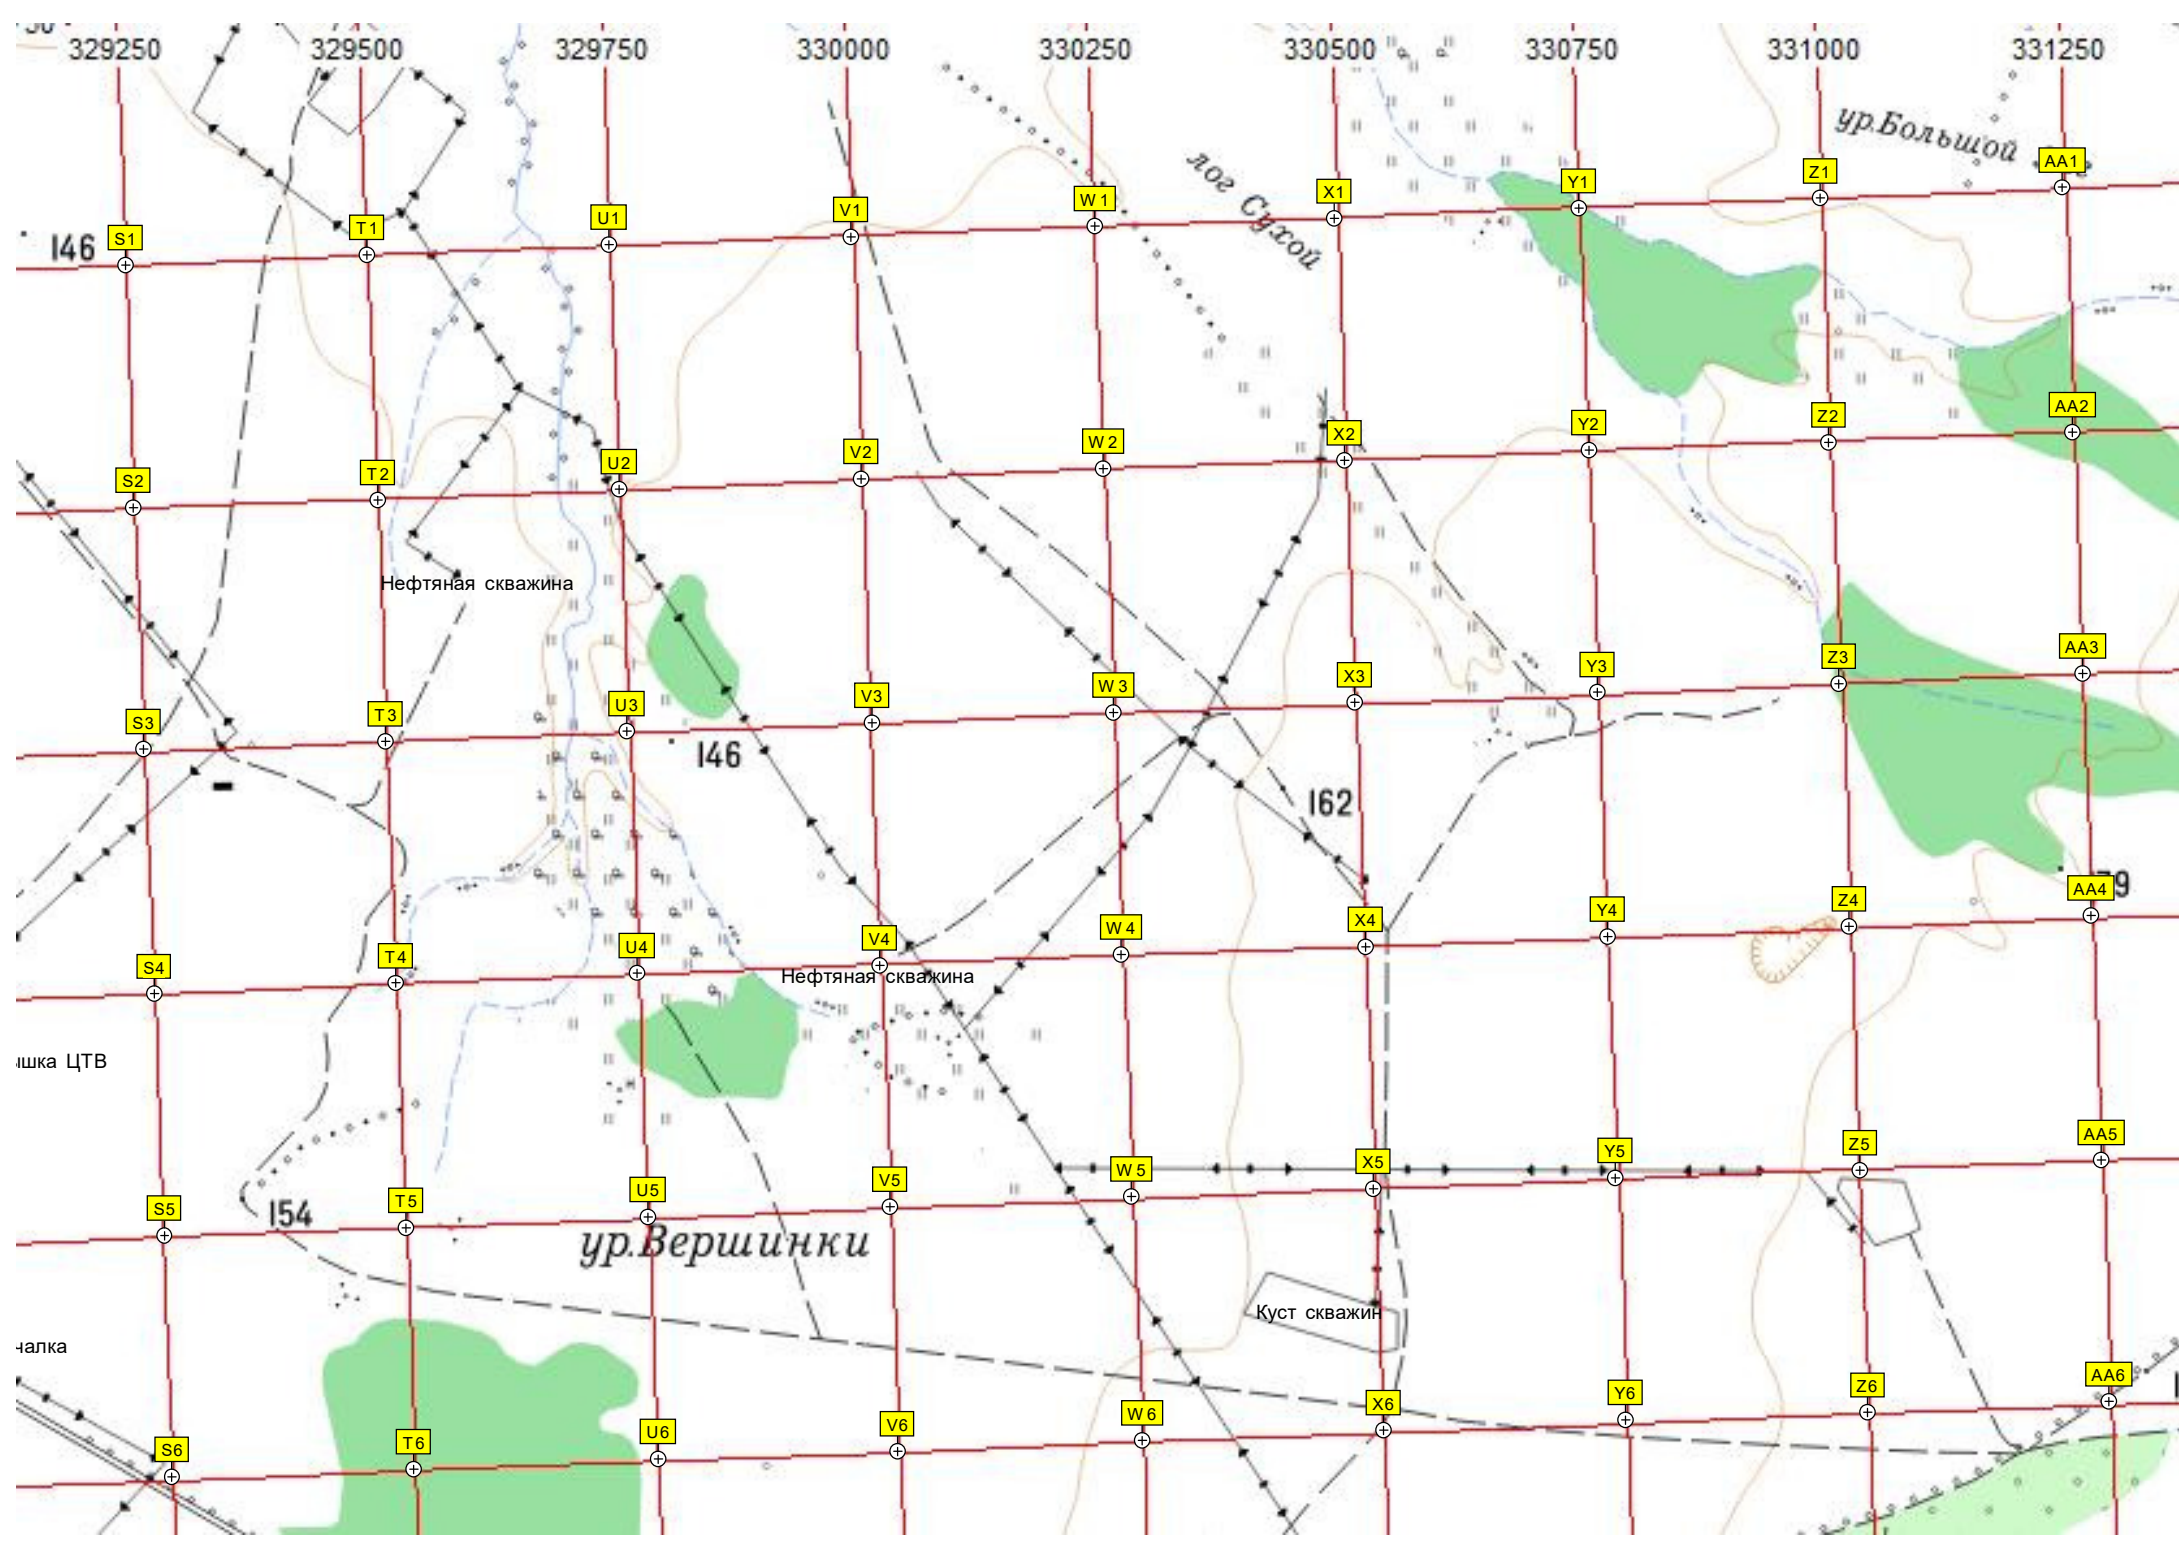 329250 329500 329750 330000 330250 330500 330750 331000 331250
ур.Большой
лог Сухой
S1 T1 U1 V1 W1 X1 Y1 Z1 AA1
146
S2 T2 U2 V2 W2 X2 Y2 Z2 AA2
Нефтяная скважина
S3 T3 U3 V3 W3 X3 Y3 Z3 AA3
146
162
S4 T4 U4 V4 W4 X4 Y4 Z4 AA4
79
Нефтяная скважина
ышка ЦТВ
S5 T5 U5 V5 W5 X5 Y5 Z5 AA5
154
ур.Вершинки
Куст скважин
чалка
S6 T6 U6 V6 W6 X6 Y6 Z6 AA6